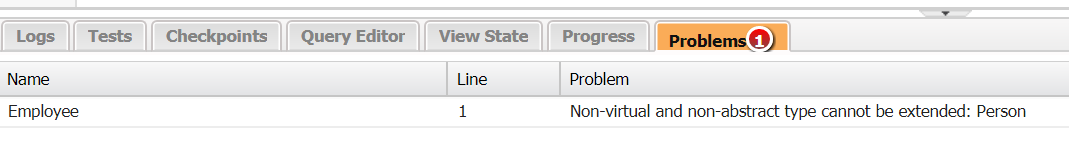 Logs Tests Checkpoints Query Editor View State Progress Problems 1
Name Line Problem
Employee 1 Non-virtual and non-abstract type cannot be extended: Person